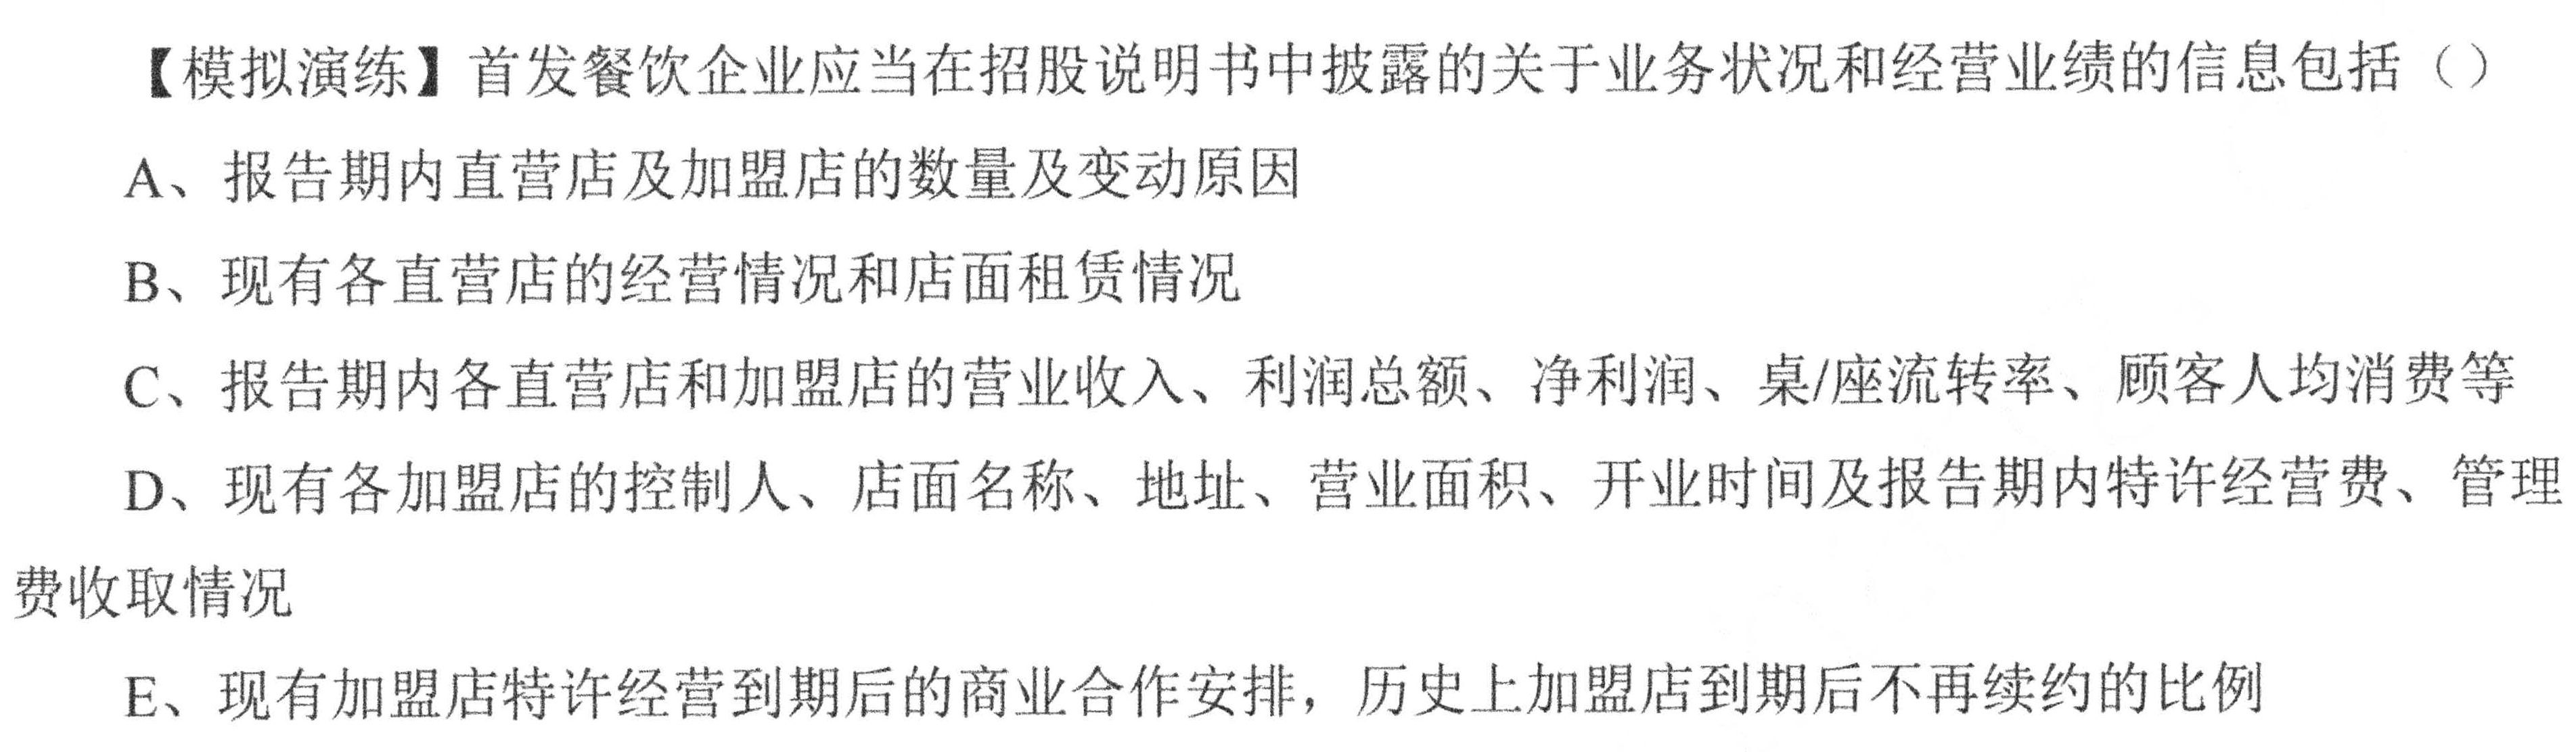 【模拟演练】首发餐饮企业应当在招股说明书中披露的关于业务状况和经营业绩的信息包括（）
A、报告期内直营店及加盟店的数量及变动原因
B、现有各直营店的经营情况和店面租赁情况
C、报告期内各直营店和加盟店的营业收入、利润总额、净利润、桌/座流转率、顾客人均消费等
D、现有各加盟店的控制人、店面名称、地址、营业面积、开业时间及报告期内特许经营费、管理
费收取情况
E、现有加盟店特许经营到期后的商业合作安排，历史上加盟店到期后不再续约的比例